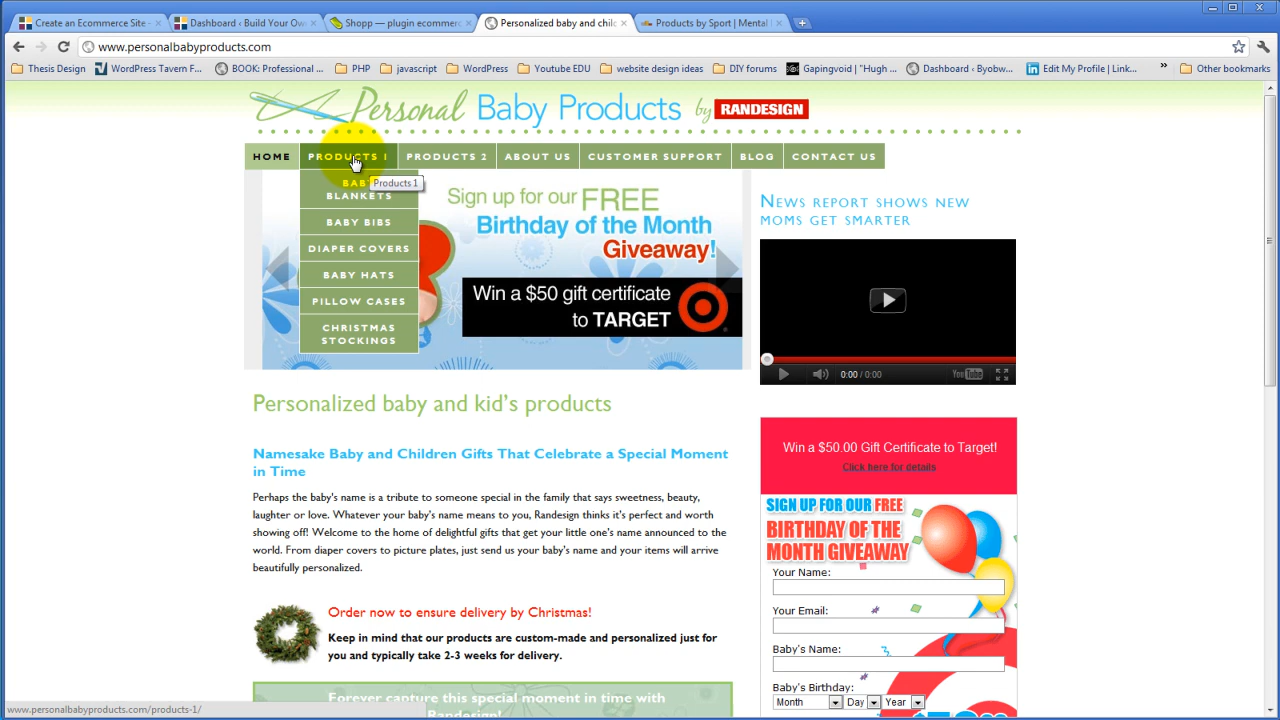 Create an Ecommerce Site -
Dashboard ‹ Build Your Ow
Shopp — plugin ecommerc
Personalized baby and chil
Products by Sport | Mental
www.personalbabyproducts.com
Thesis Design
WordPress Tavern F...
BOOK: Professional ...
PHP
javascript
WordPress
Youtube EDU
website design ideas
DIY forums
Gapingvoid | "Hugh ...
Dashboard ‹ Byobw...
Edit My Profile | Link...
»
Other bookmarks
Personal Baby Products by RANDESIGN
HOME
PRODUCTS 1
PRODUCTS 2
ABOUT US
CUSTOMER SUPPORT
BLOG
CONTACT US
Products 1
BLANKETS
BABY BIBS
DIAPER COVERS
BABY HATS
PILLOW CASES
CHRISTMAS
STOCKINGS
Sign up for our FREE
Birthday of the Month
Giveaway!
Win a $50 gift certificate
to TARGET
NEWS REPORT SHOWS NEW
MOMS GET SMARTER
0:00 / 0:00
YouTube
Personalized baby and kid's products
Namesake Baby and Children Gifts That Celebrate a Special Moment
in Time
Perhaps the baby's name is a tribute to someone special in the family that says sweetness, beauty,
laughter or love. Whatever your baby's name means to you, Randesign thinks it's perfect and worth
showing off! Welcome to the home of delightful gifts that get your little one's name announced to the
world. From diaper covers to picture plates, just send us your baby's name and your items will arrive
beautifully personalized.
Order now to ensure delivery by Christmas!
Keep in mind that our products are custom-made and personalized just for
you and typically take 2-3 weeks for delivery.
Forever capture this special moment in time with
Randesign!
Win a $50.00 Gift Certificate to Target!
Click here for details
SIGN UP FOR OUR FREE
BIRTHDAY OF THE
MONTH GIVEAWAY
Your Name:
Your Email:
Baby's Name:
Baby's Birthday:
Month
Day
Year
www.personalbabyproducts.com/products-1/